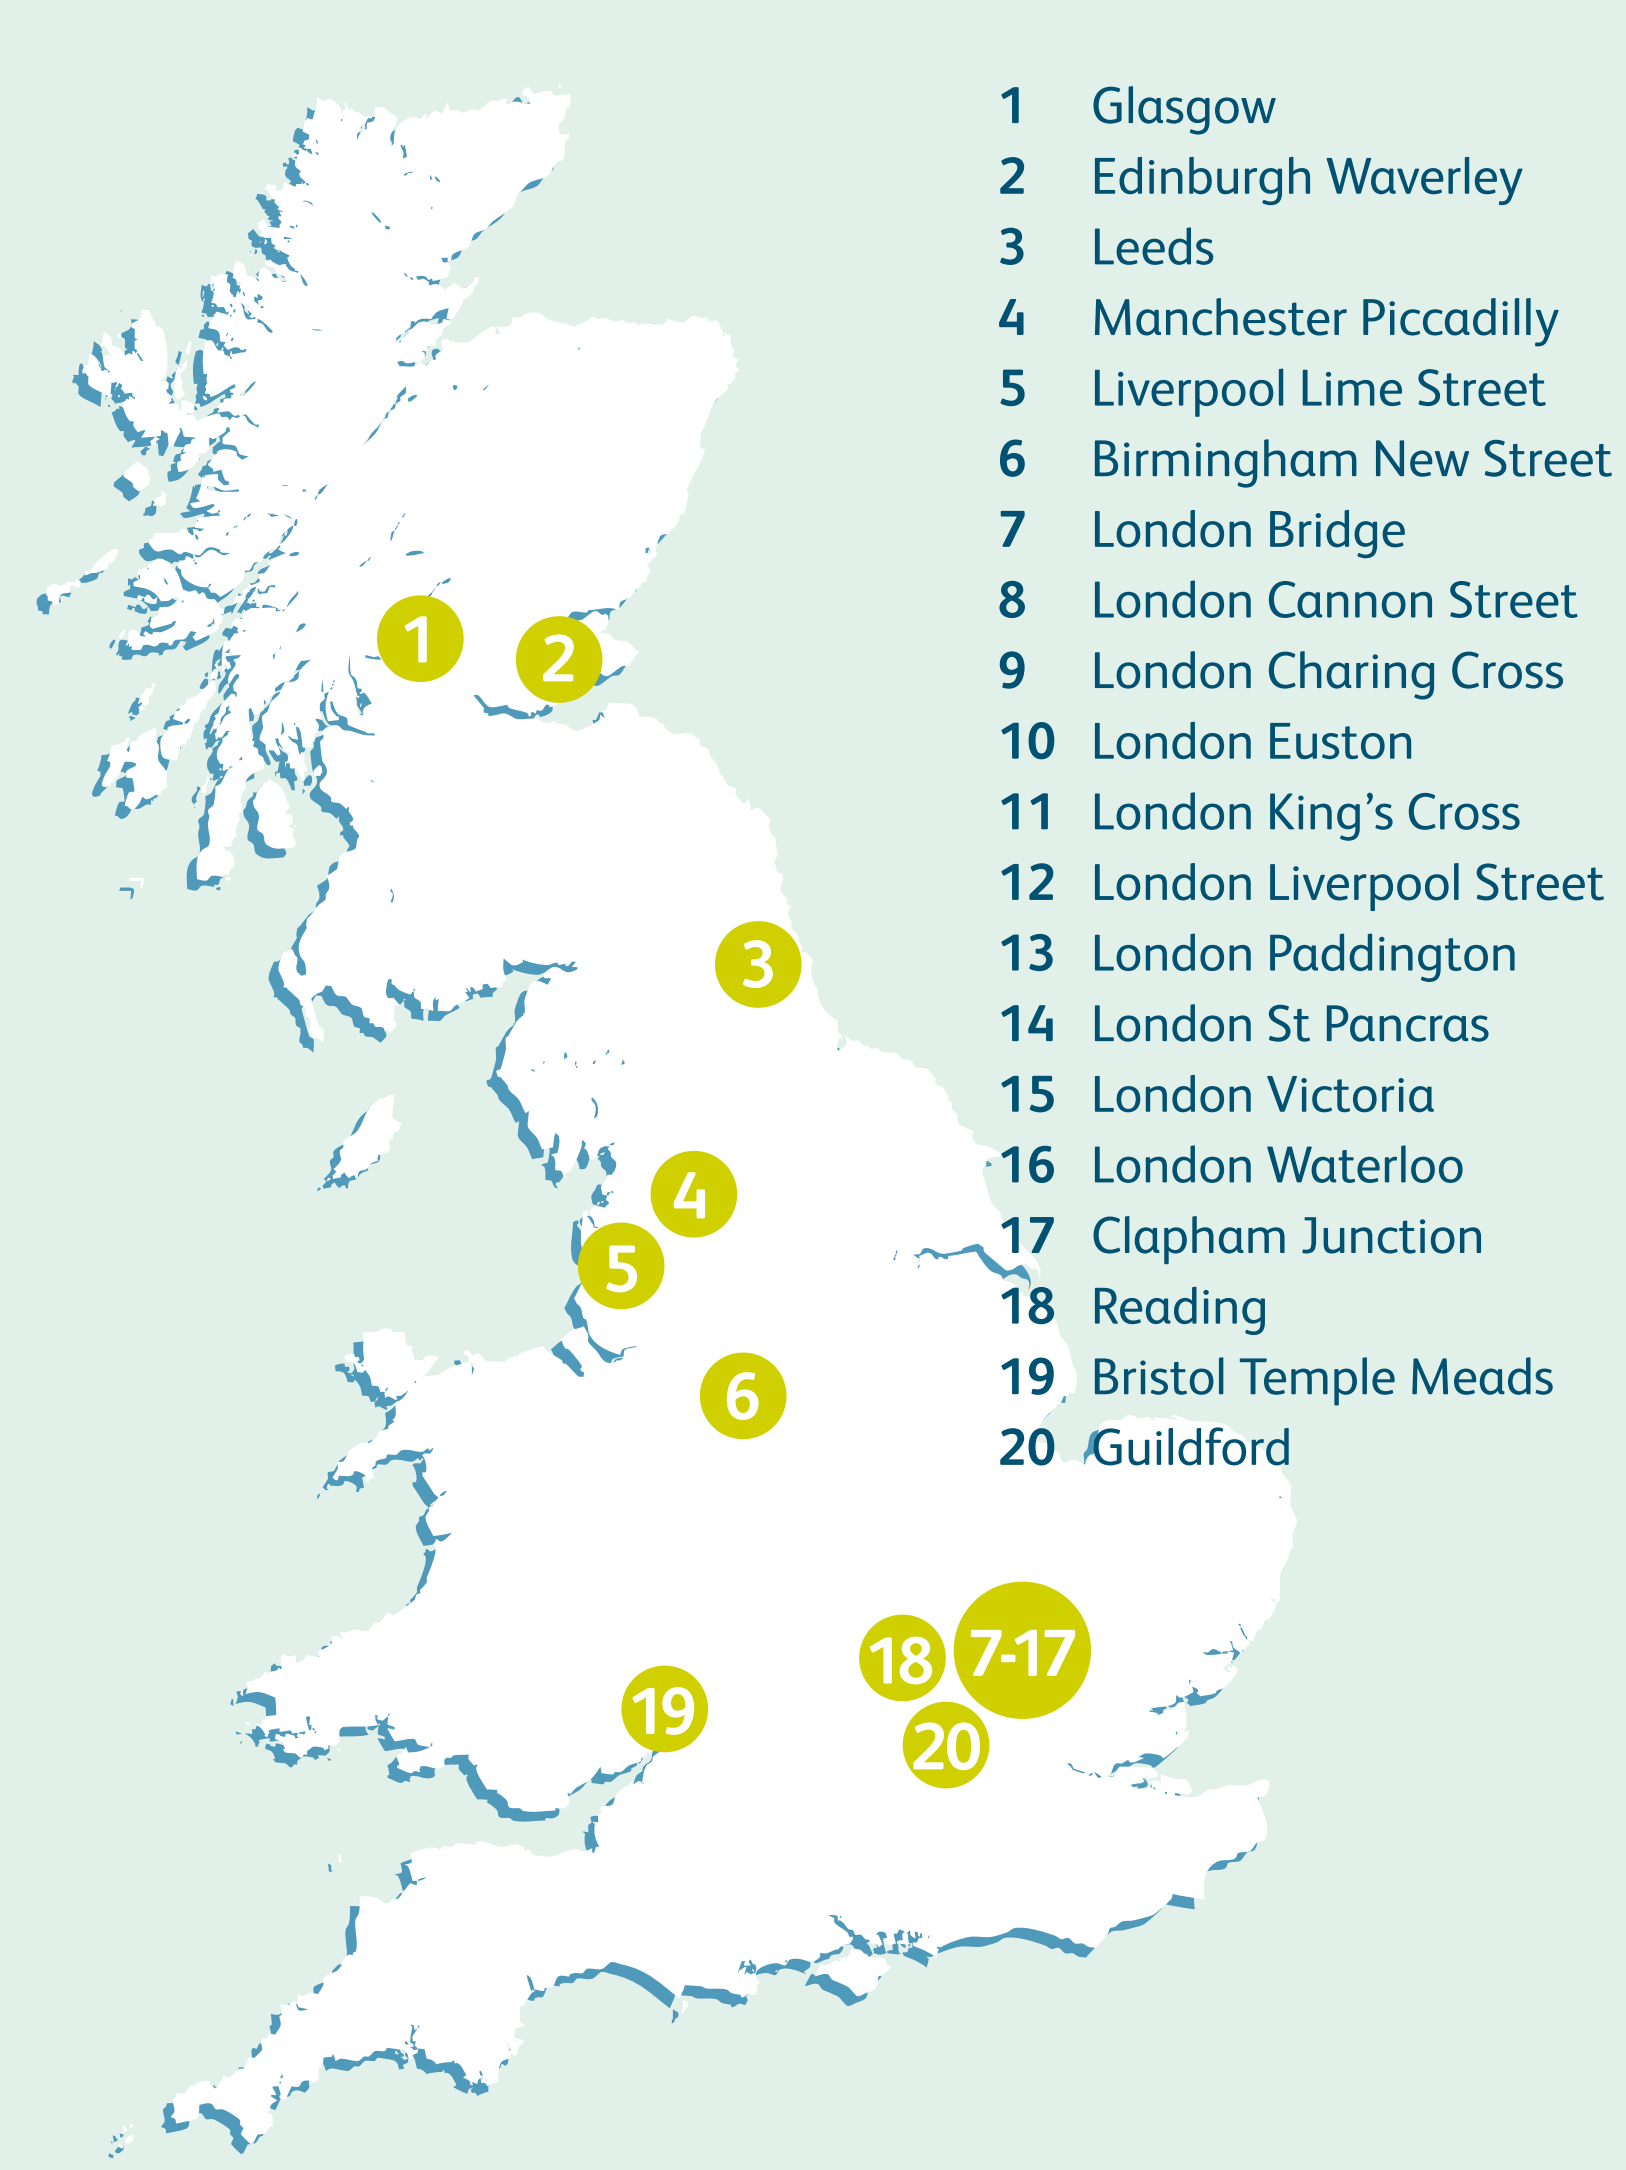 1 Glasgow
2 Edinburgh Waverley
3 Leeds
4 Manchester Piccadilly
5 Liverpool Lime Street
6 Birmingham New Street
7 London Bridge
8 London Cannon Street
9 London Charing Cross
10 London Euston
11 London King’s Cross
12 London Liverpool Street
13 London Paddington
14 London St Pancras
15 London Victoria
16 London Waterloo
17 Clapham Junction
18 Reading
19 Bristol Temple Meads
20 Guildford
1
2
3
4
5
6
7-17
18
19
20